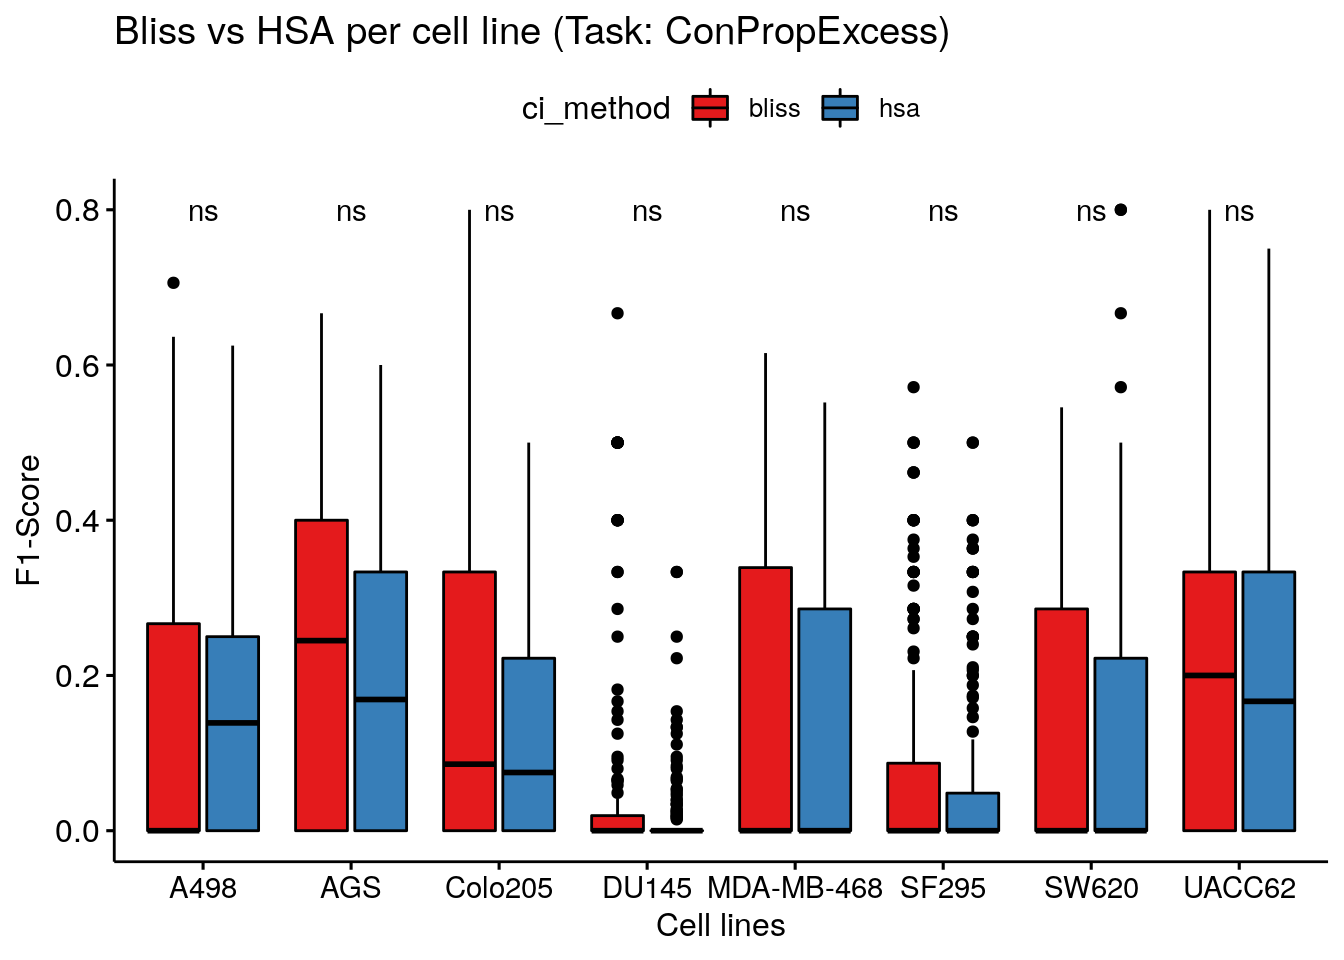 Bliss vs HSA per cell line (Task: ConPropExcess)
ci_method bliss hsa
ns ns ns ns ns ns ns ns
0.8
0.6
0.4
0.2
0.0
F1-Score
A498 AGS Colo205 DU145 MDA-MB-468 SF295 SW620 UACC62
Cell lines